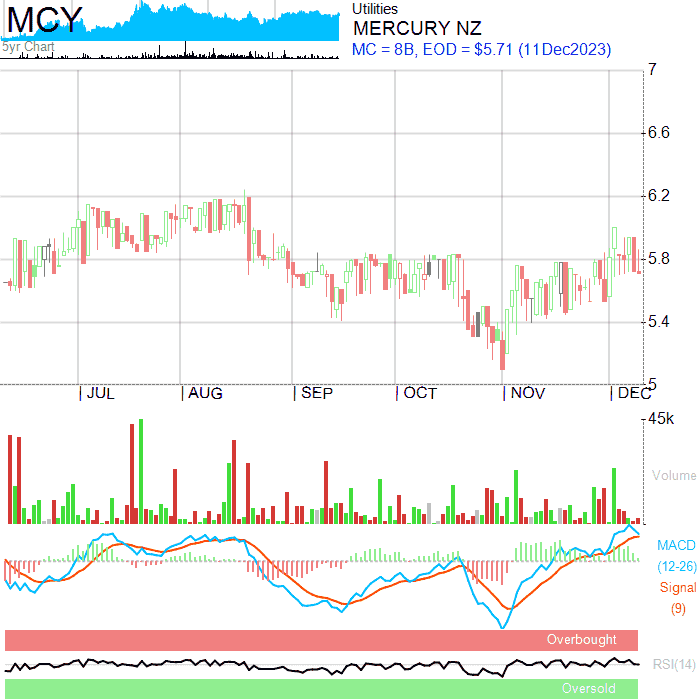 MCY
Utilities
MERCURY NZ
5yr Chart
MC = 8B, EOD = $5.71 (11Dec2023)
7
6.6
6.2
5.8
5.4
5
JUL AUG SEP OCT NOV DEC
45k
Volume
MACD
(12-26)
Signal
(9)
Overbought
RSI(14)
Oversold